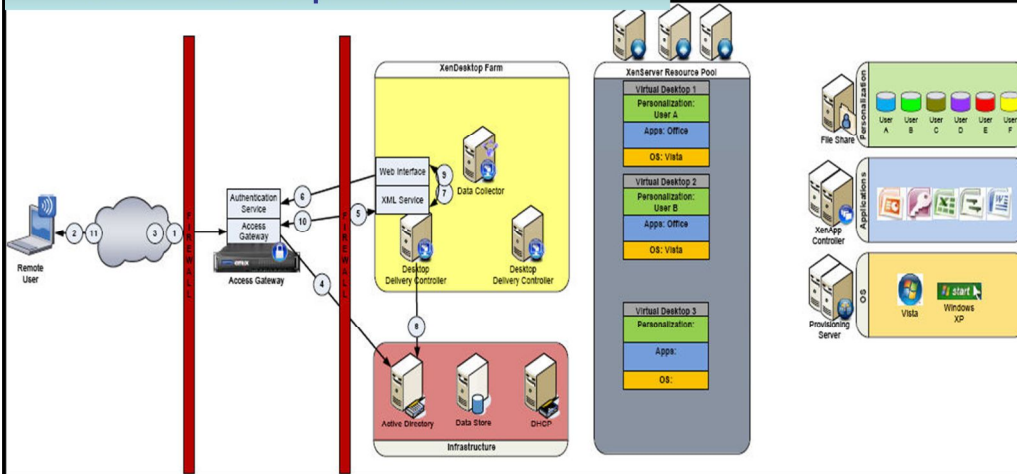 XenDesktop Farm
Web Interface
XML Service
Data Collector
Desktop
Delivery Controller
Desktop
Delivery Controller
9
7
6
10
5
4
8
FIREWALL
FIREWALL
Authentication
Service
Access
Gateway
Access Gateway
2
11
3
1
Remote
User
Active Directory
Data Store
DHCP
Infrastructure
XenServer Resource Pool
Virtual Desktop 1
Personalization:
User A
Apps: Office
OS: Vista
Virtual Desktop 2
Personalization:
User B
Apps: Office
OS: Vista
Virtual Desktop 3
Personalization:
Apps:
OS:
File Share
Personalization
User
A
User
B
User
C
User
D
User
E
User
F
XenApp
Controller
Applications
Provisioning
Server
OS
Vista
start
Windows
XP